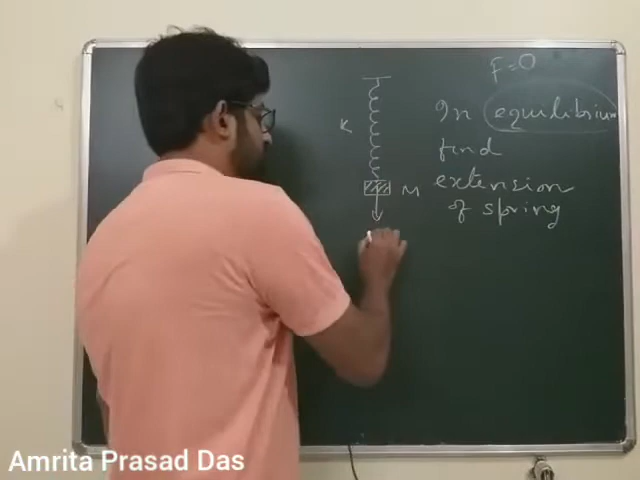 F = 0
In equilibrium
find
K
M
extension
of spring
Amrita Prasad Das